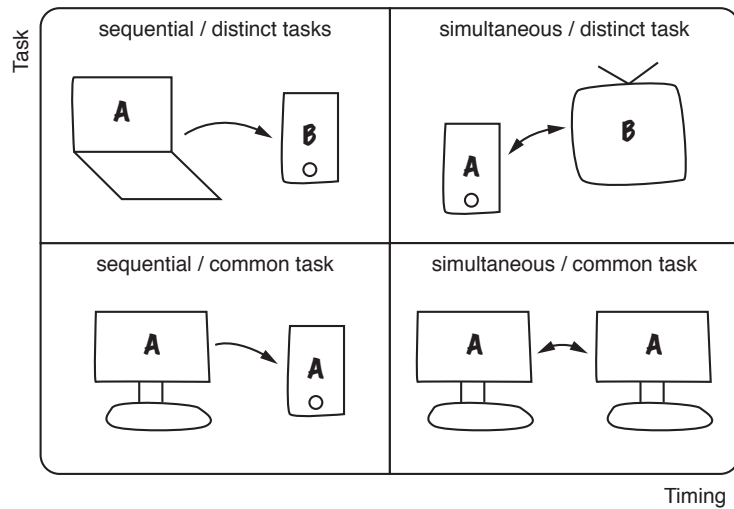 Task
sequential / distinct tasks
A
B
simultaneous / distinct task
A
B
sequential / common task
A
A
simultaneous / common task
A
A
Timing